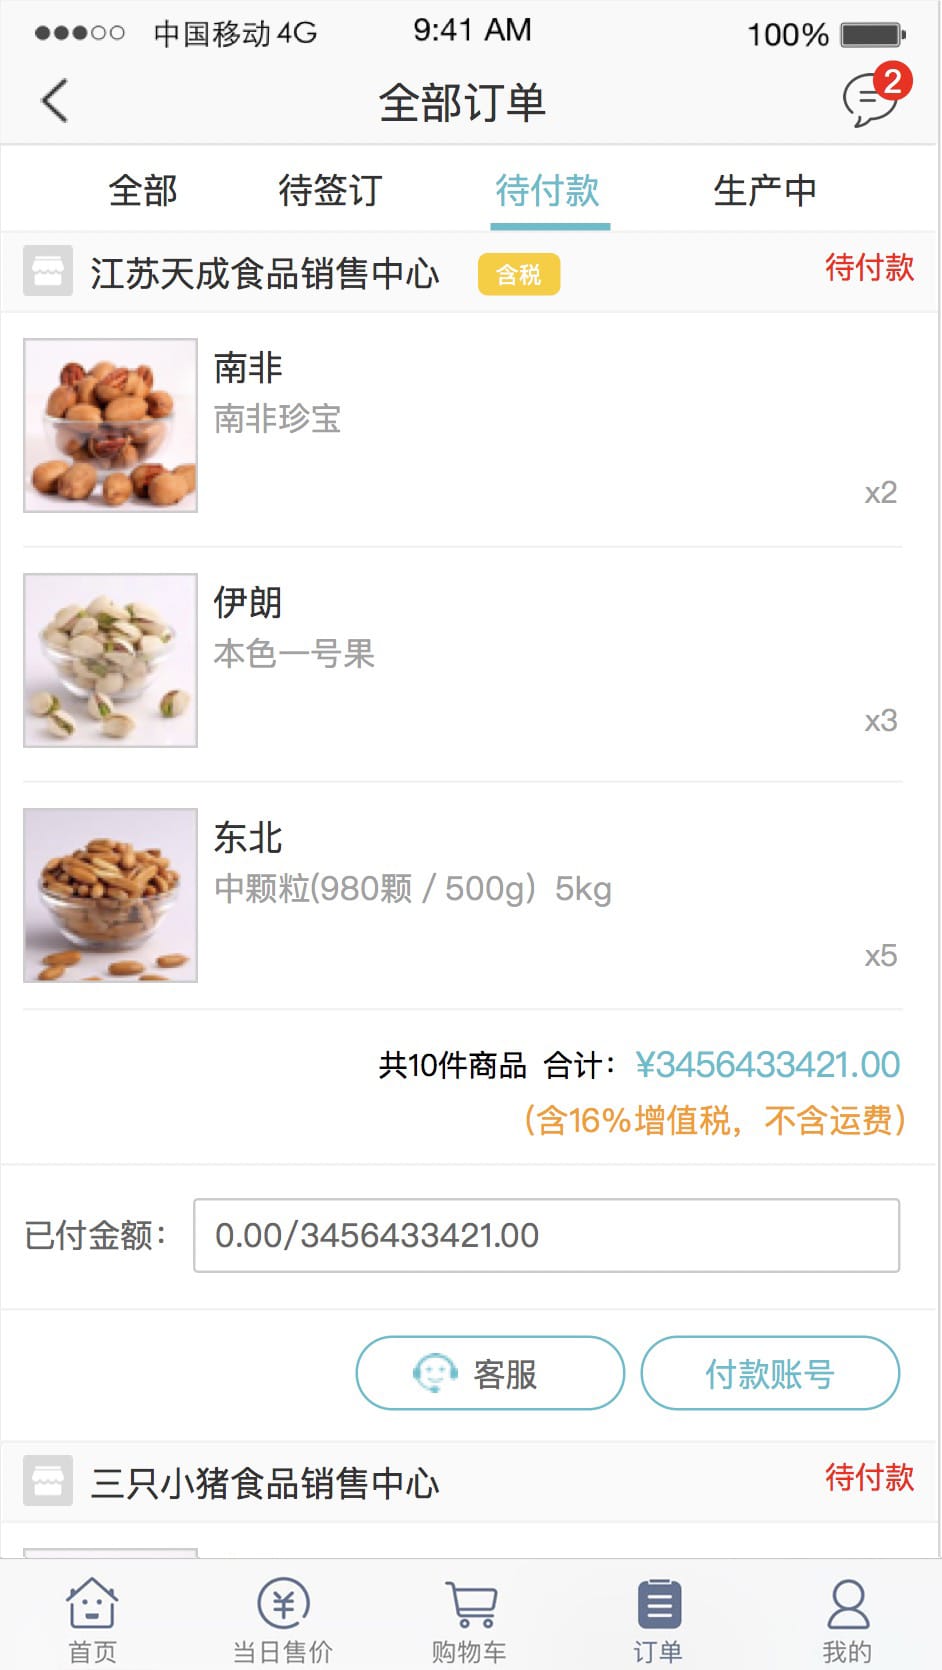 中国移动4G 9:41 AM 100%
全部订单 2
全部 待签订 待付款 生产中
江苏天成食品销售中心 含税 待付款
南非
南非珍宝
x2
伊朗
本色一号果
x3
东北
中颗粒(980颗 / 500g）5kg
x5
共10件商品 合计：¥3456433421.00
（含16%增值税，不含运费）
已付金额：0.00/3456433421.00
客服 付款账号
三只小猪食品销售中心 待付款
首页 当日售价 购物车 订单 我的